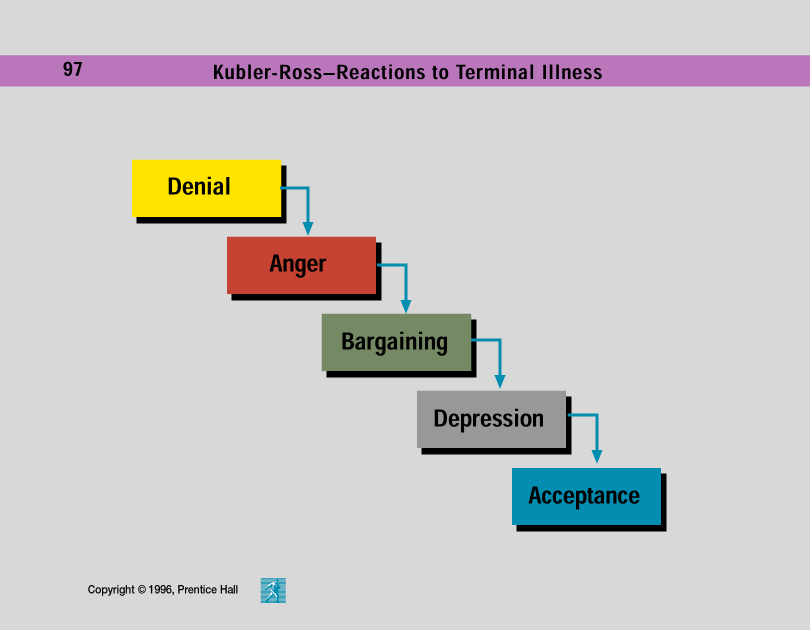 97
Kubler-Ross–Reactions to Terminal Illness
Denial
Anger
Bargaining
Depression
Acceptance
Copyright © 1996, Prentice Hall